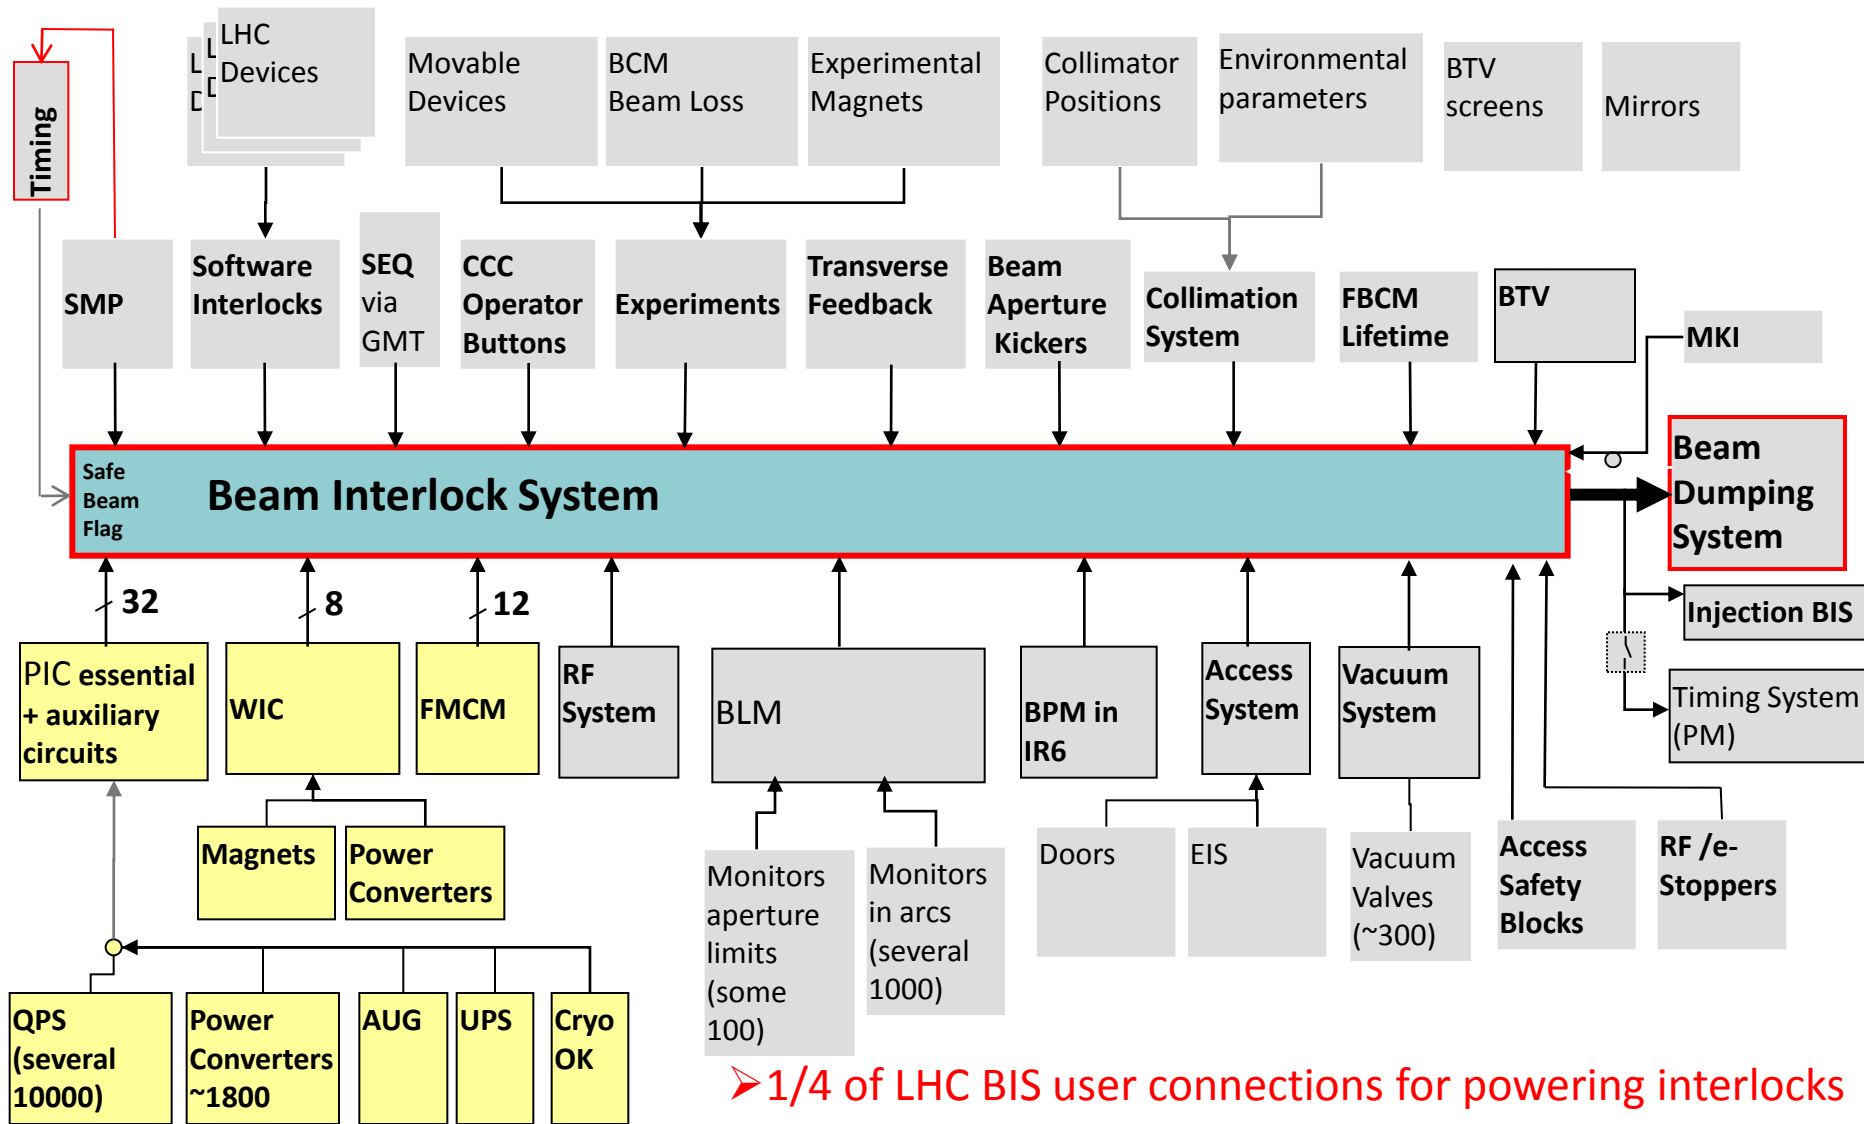 Timing
L
D
L
D
LHC
Devices
Movable
Devices
BCM
Beam Loss
Experimental
Magnets
Collimator
Positions
Environmental
parameters
BTV
screens
Mirrors
SMP
Software
Interlocks
SEQ
via
GMT
CCC
Operator
Buttons
Experiments
Transverse
Feedback
Beam
Aperture
Kickers
Collimation
System
FBCM
Lifetime
BTV
MKI
Safe
Beam
Flag
Beam Interlock System
Beam
Dumping
System
32
8
12
Injection BIS
Timing System
(PM)
PIC essential
+ auxiliary
circuits
WIC
FMCM
RF
System
BLM
BPM in
IR6
Access
System
Vacuum
System
Magnets
Power
Converters
Monitors
aperture
limits
(some
100)
Monitors
in arcs
(several
1000)
Doors
EIS
Vacuum
Valves
(~300)
Access
Safety
Blocks
RF /e-
Stoppers
QPS
(several
10000)
Power
Converters
~1800
AUG
UPS
Cryo
OK
➢1/4 of LHC BIS user connections for powering interlocks